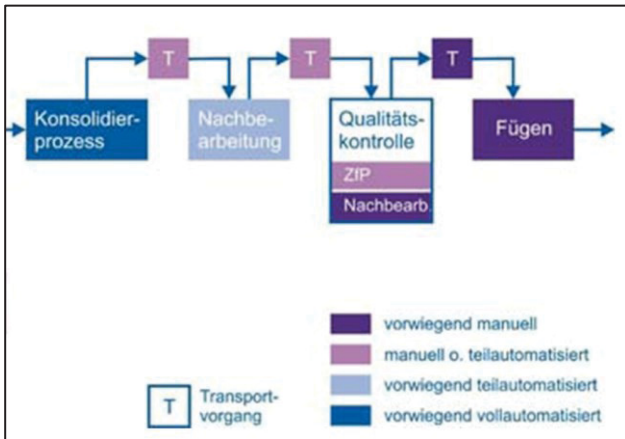 T
T
T
Konsolidier-
prozess
Nachbe-
arbeitung
Qualitäts-
kontrolle
ZfP
Nachbearb.
Fügen
vorwiegend manuell
manuell o. teilautomatisiert
vorwiegend teilautomatisiert
vorwiegend vollautomatisiert
T
Transport-
vorgang